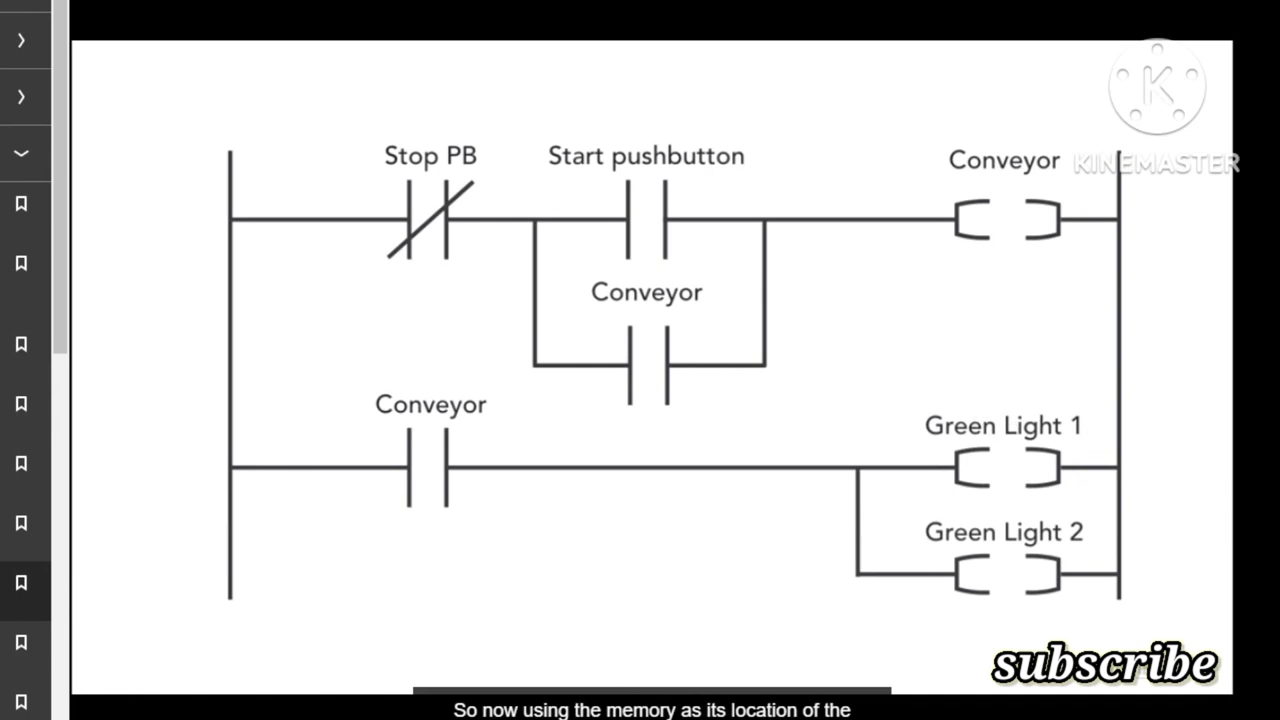 K
KINEMASTER
Stop PB
Start pushbutton
Conveyor
Conveyor
Conveyor
Green Light 1
Green Light 2
subscribe
So now using the memory as its location of the